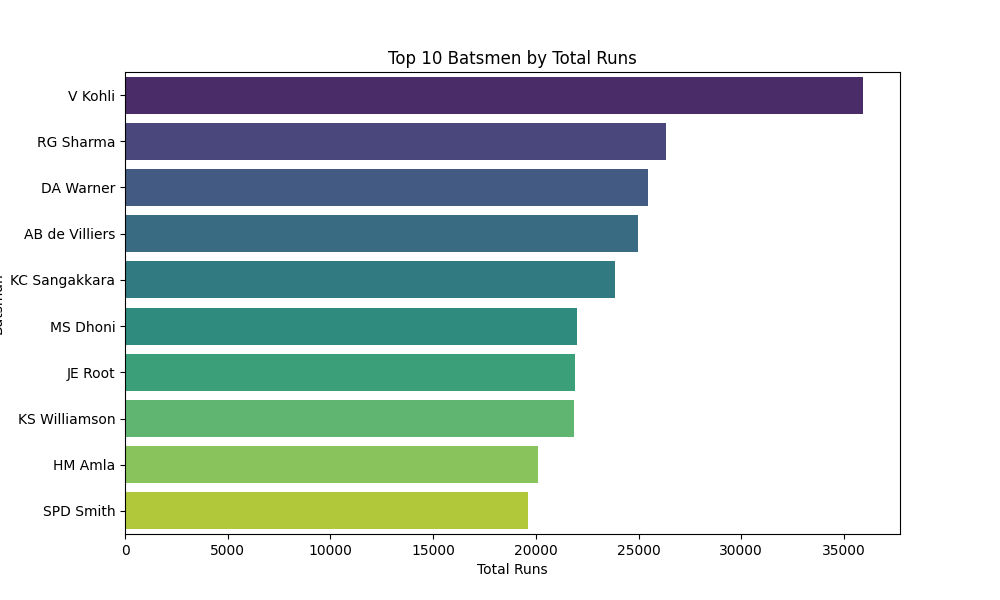 Top 10 Batsmen by Total Runs
V Kohli
RG Sharma
DA Warner
AB de Villiers
KC Sangakkara
MS Dhoni
JE Root
KS Williamson
HM Amla
SPD Smith
0 5000 10000 15000 20000 25000 30000 35000
Total Runs